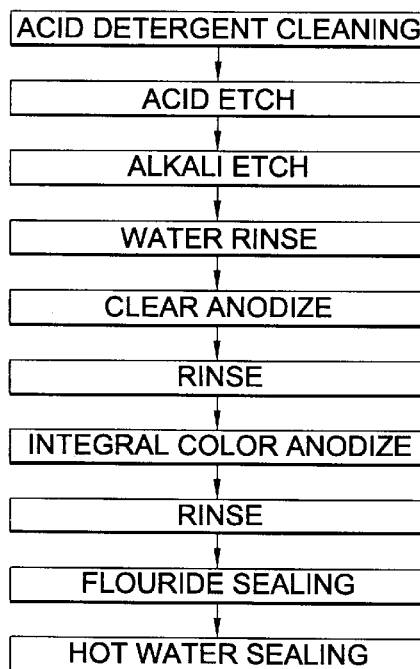 ACID DETERGENT CLEANING
ACID ETCH
ALKALI ETCH
WATER RINSE
CLEAR ANODIZE
RINSE
INTEGRAL COLOR ANODIZE
RINSE
FLOURIDE SEALING
HOT WATER SEALING